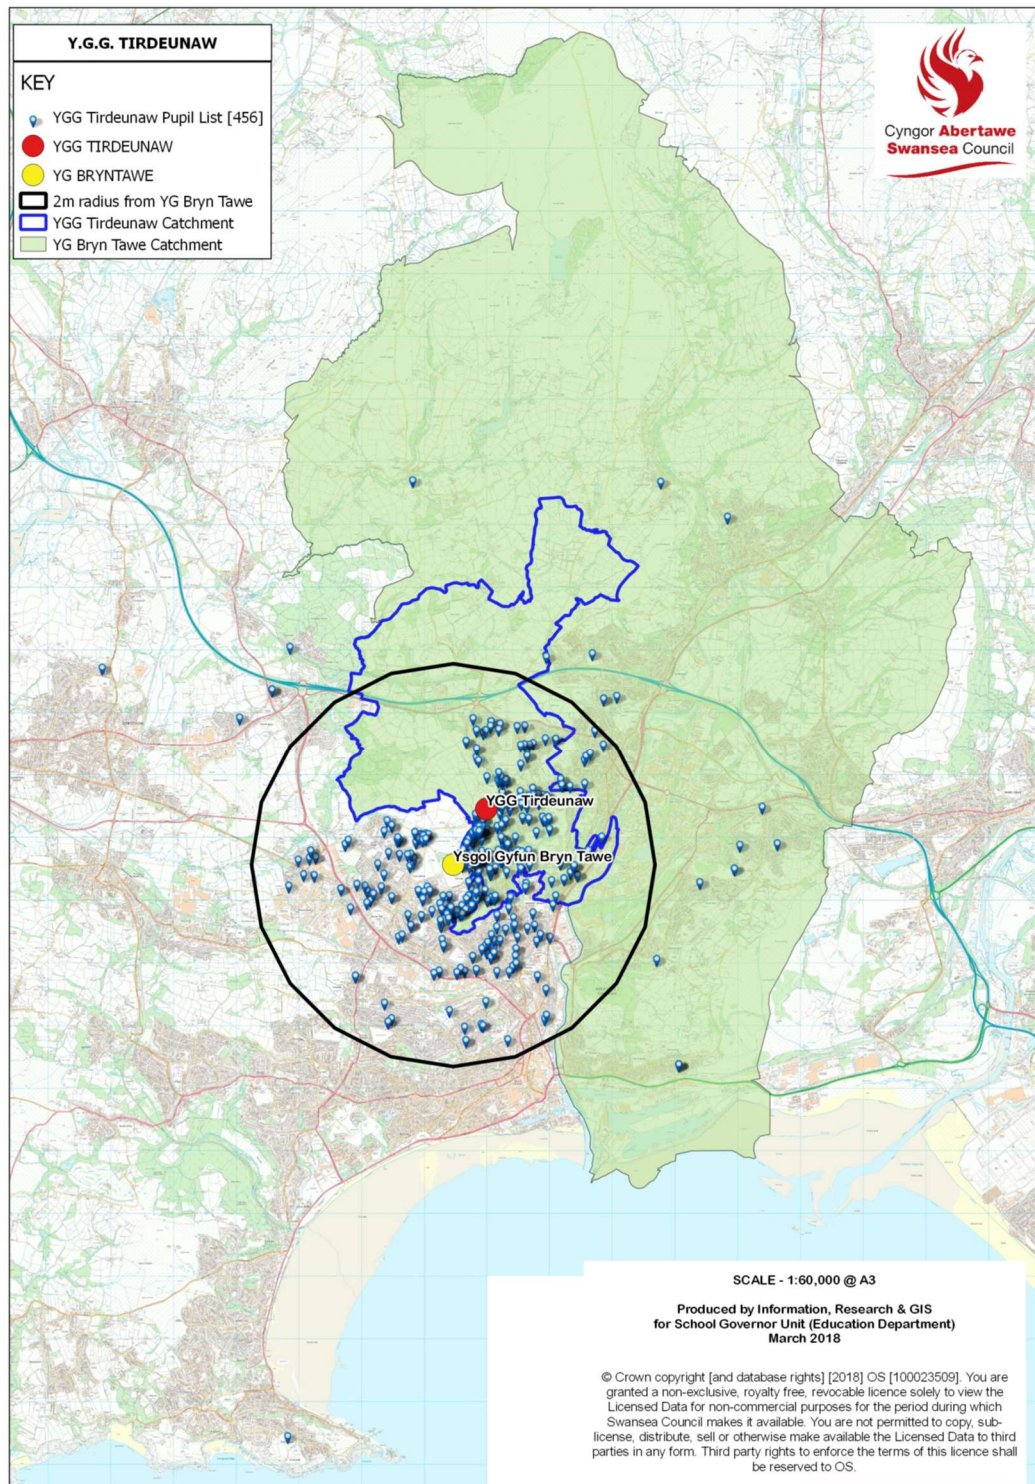 Y.G.G. TIRDEUNAW
KEY
YGG Tirdeunaw Pupil List [456]
YGG TIRDEUNAW
YG BRYNTAWE
2m radius from YG Bryn Tawe
YGG Tirdeunaw Catchment
YG Bryn Tawe Catchment
Cyngor Abertawe
Swansea Council
YGG Tirdeunaw
Ysgol Gyfun Bryn Tawe
SCALE - 1:60,000 @ A3
Produced by Information, Research & GIS
for School Governor Unit (Education Department)
March 2018
© Crown copyright [and database rights] [2018] OS [100023509]. You are
granted a non-exclusive, royalty free, revocable licence solely to view the
Licensed Data for non-commercial purposes for the period during which
Swansea Council makes it available. You are not permitted to copy, sub-
license, distribute, sell or otherwise make available the Licensed Data to third
parties in any form. Third party rights to enforce the terms of this licence shall
be reserved to OS.